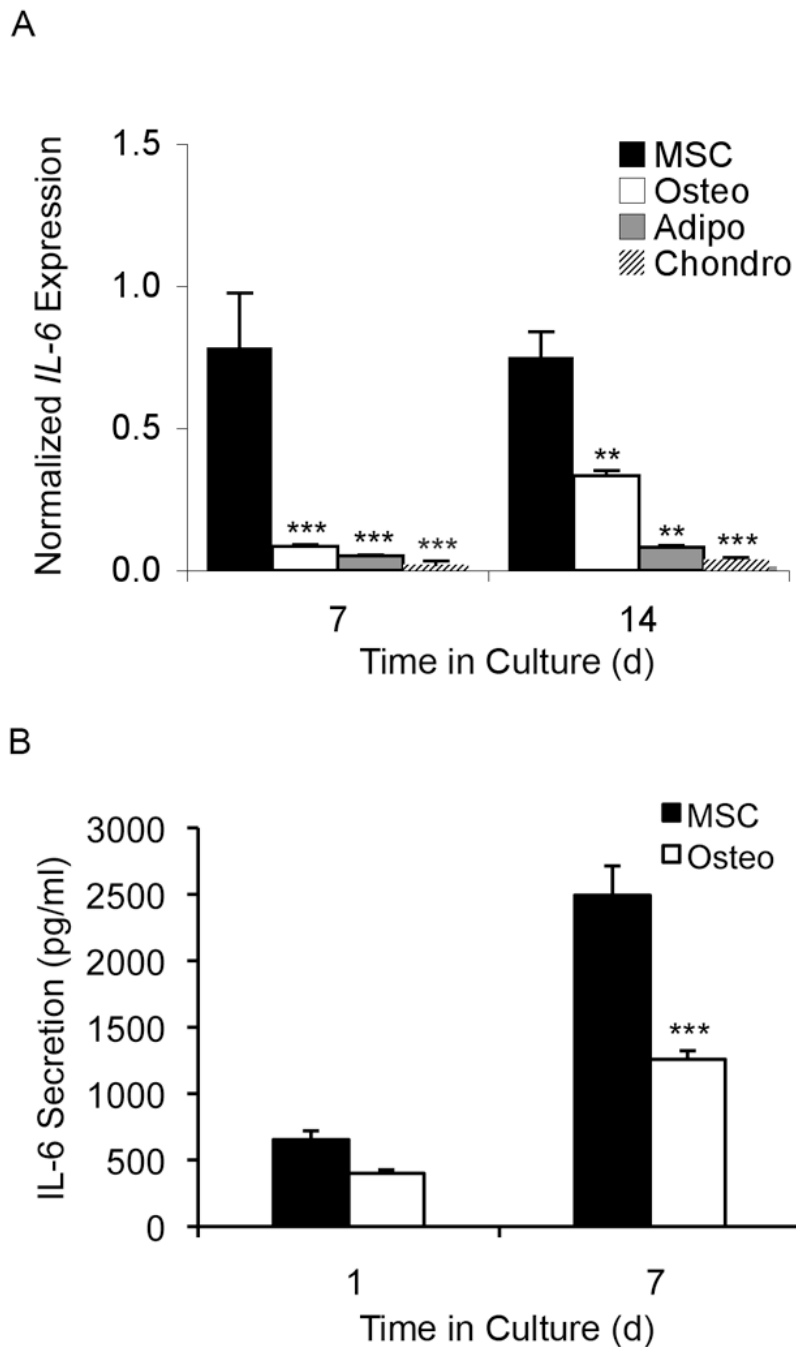 A
Normalized IL-6 Expression
1.5
1.0
0.5
0.0
MSC
Osteo
Adipo
Chondro
*** *** ***
** ** ***
7 14
Time in Culture (d)
B
IL-6 Secretion (pg/ml)
3000
2500
2000
1500
1000
500
0
MSC
Osteo
***
1 7
Time in Culture (d)